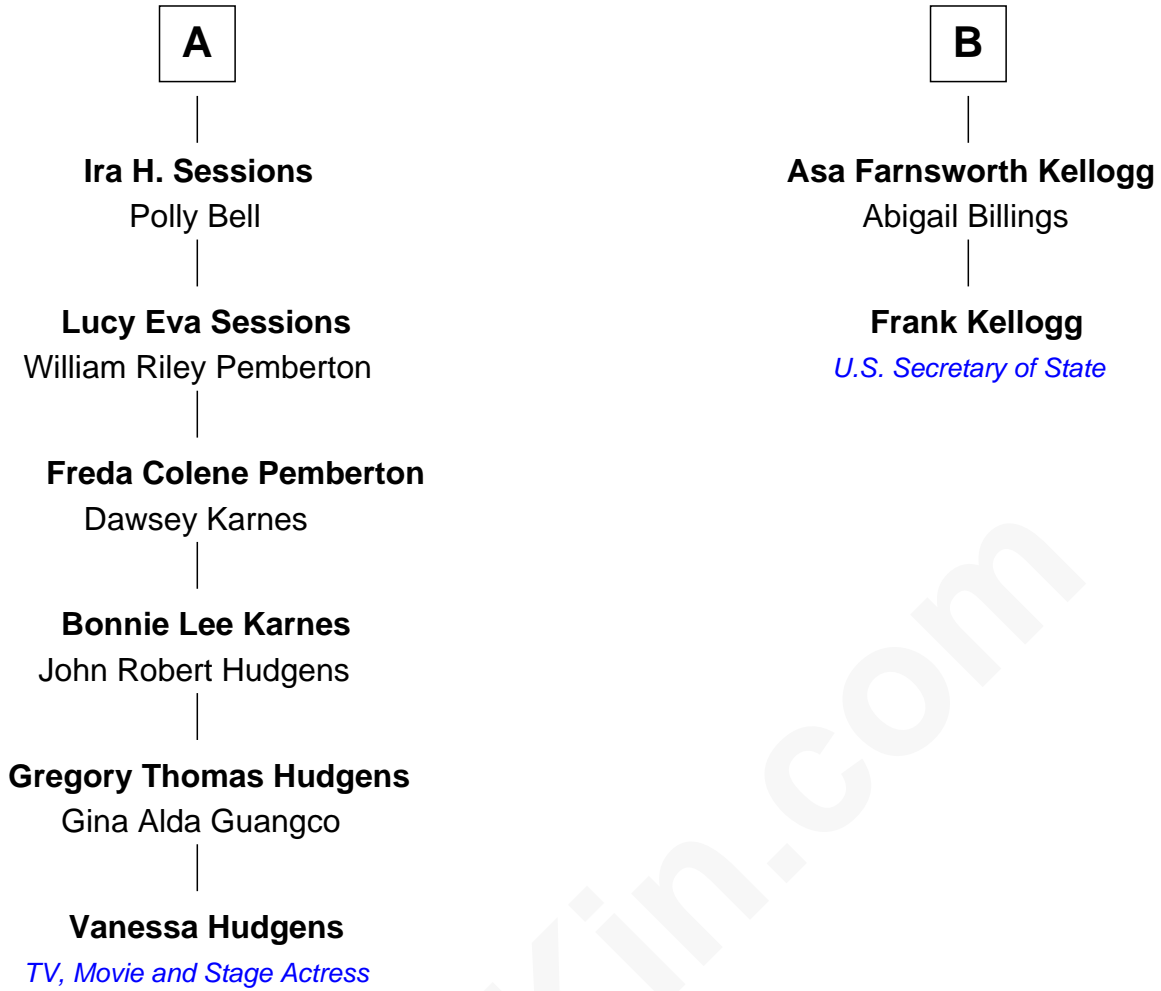 A
Ira H. Sessions
Polly Bell
Lucy Eva Sessions
William Riley Pemberton
Freda Colene Pemberton
Dawsey Karnes
Bonnie Lee Karnes
John Robert Hudgens
Gregory Thomas Hudgens
Gina Alda Guangco
Vanessa Hudgens
TV, Movie and Stage Actress
B
Asa Farnsworth Kellogg
Abigail Billings
Frank Kellogg
U.S. Secretary of State